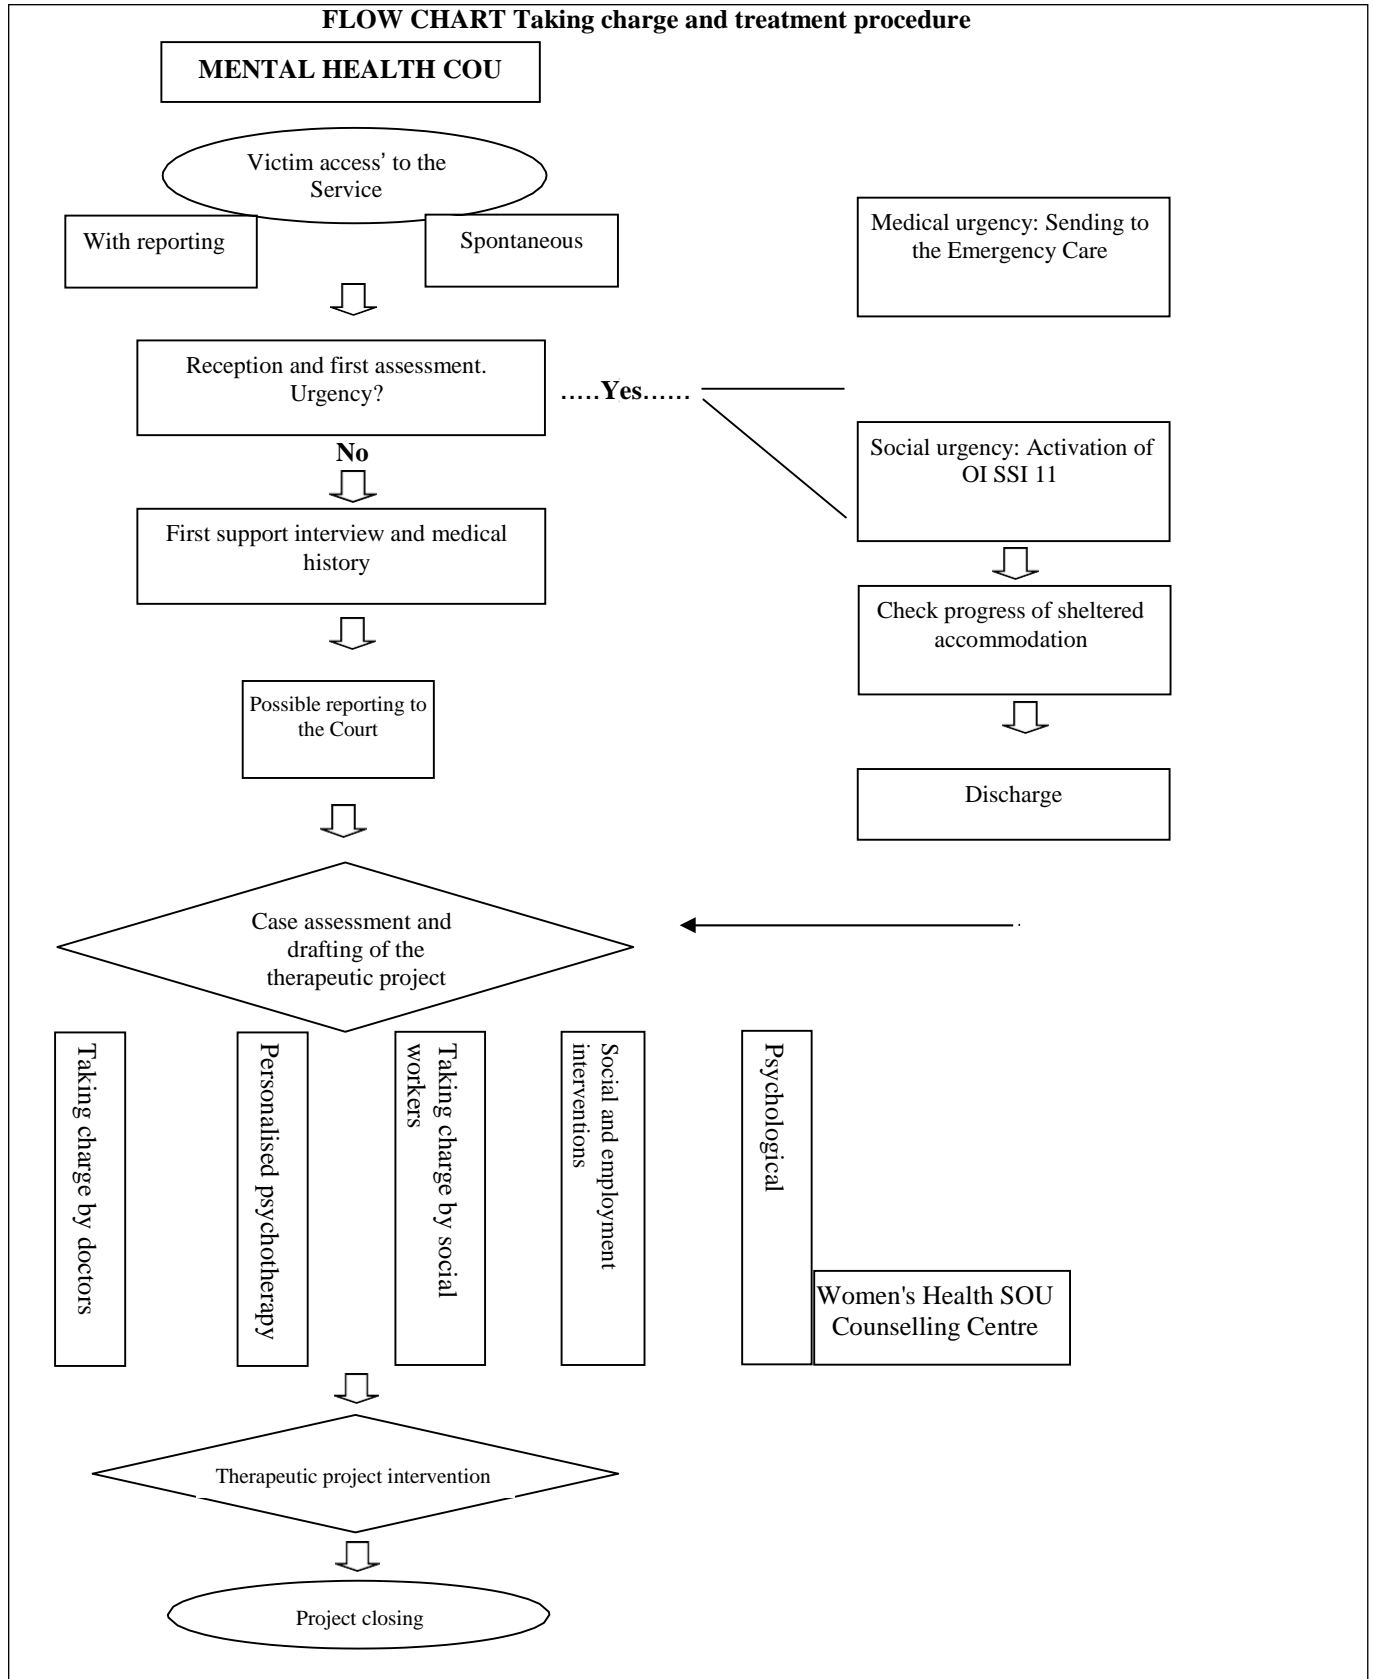 FLOW CHART Taking charge and treatment procedure
MENTAL HEALTH COU
Victim access’ to the
Service
With reporting
Spontaneous
Medical urgency: Sending to
the Emergency Care
Reception and first assessment.
Urgency?
.....Yes......
No
Social urgency: Activation of
OI SSI 11
First support interview and medical
history
Check progress of sheltered
accommodation
Possible reporting to
the Court
Discharge
Case assessment and
drafting of the
therapeutic project
Taking charge by doctors
Personalised psychotherapy
Taking charge by social
workers
Social and employment
interventions
Psychological
Women's Health SOU
Counselling Centre
Therapeutic project intervention
Project closing